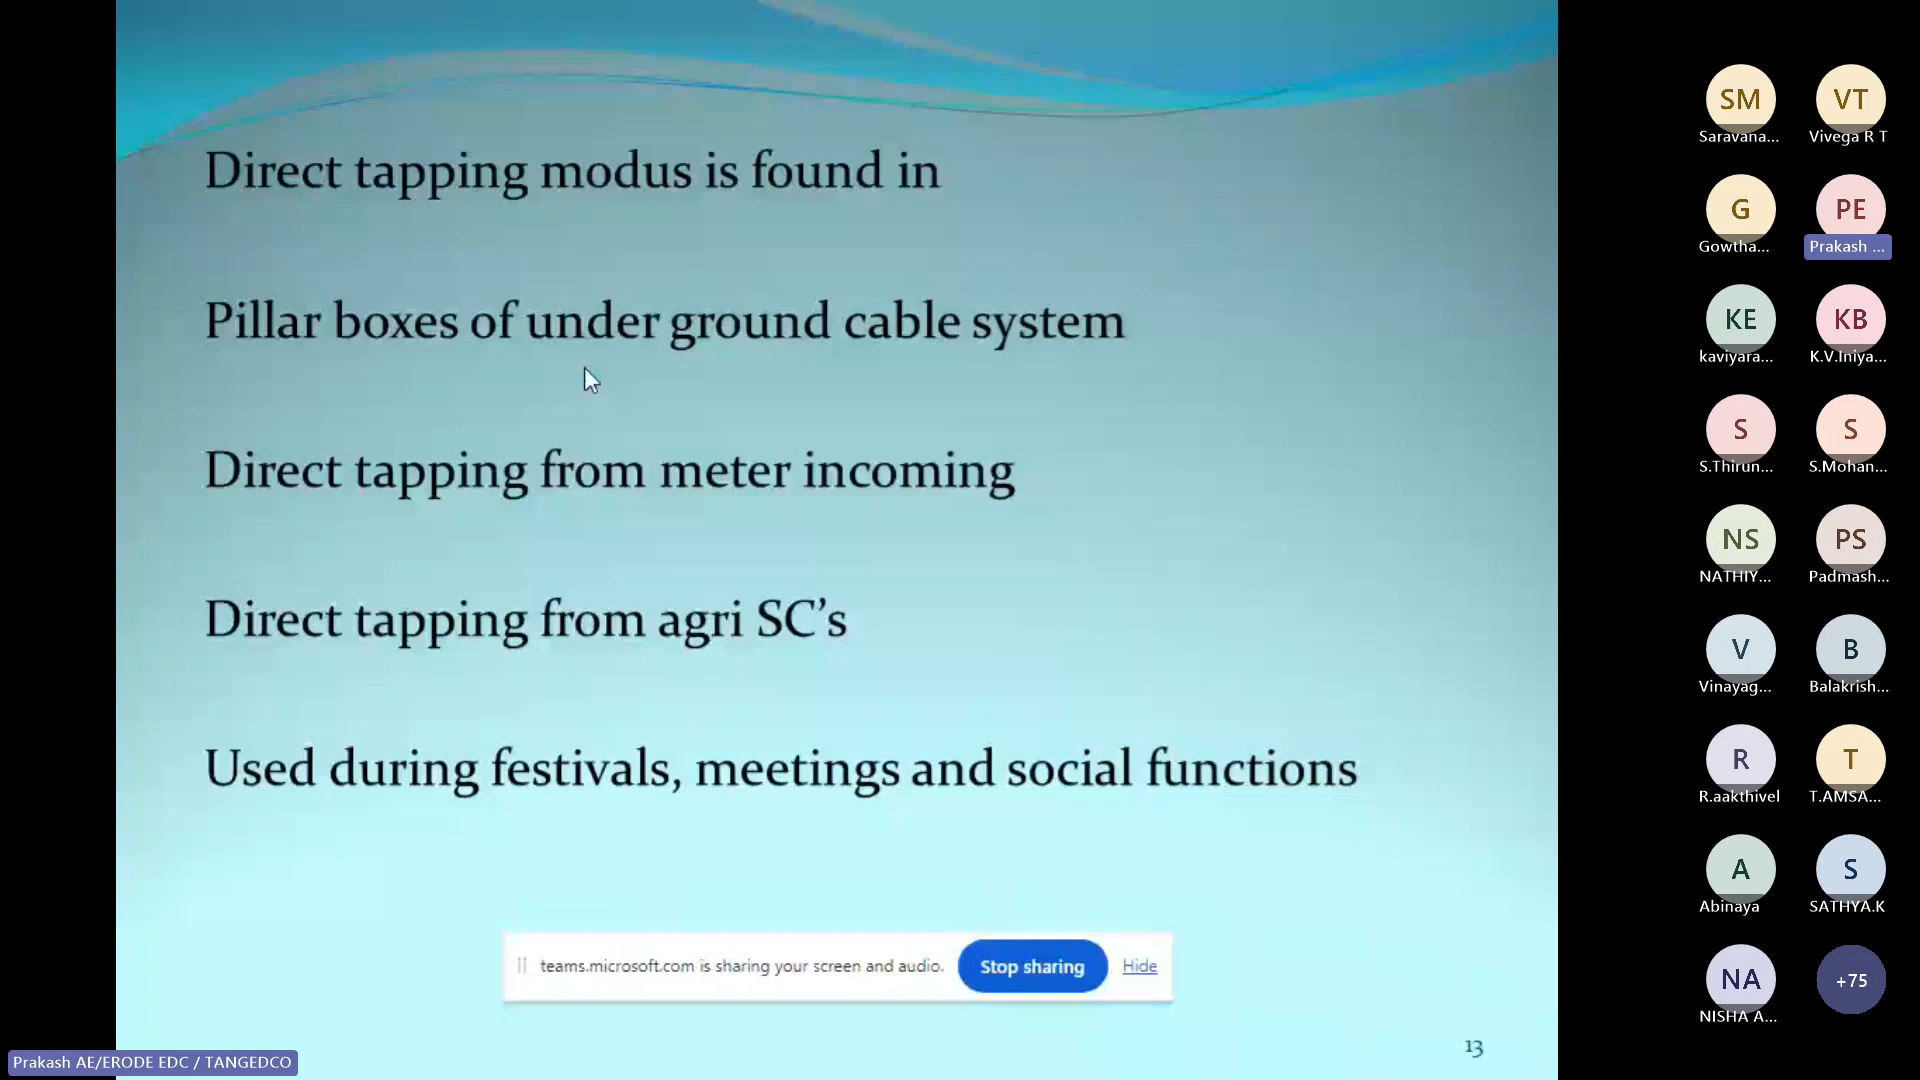 Direct tapping modus is found in
Pillar boxes of under ground cable system
Direct tapping from meter incoming
Direct tapping from agri SC’s
Used during festivals, meetings and social functions
teams.microsoft.com is sharing your screen and audio. Stop sharing Hide
13
Prakash AE/ERODE EDC / TANGEDCO
SM VT
Saravana... Vivega R T
G PE
Gowtha... Prakash ...
KE KB
kaviyara... K.V.Iniya...
S S
S.Thirun... S.Mohan...
NS PS
NATHIY... Padmash...
V B
Vinayag... Balakrish...
R T
R.aakthivel T.AMSA...
A S
Abinaya SATHYA.K
NA +75
NISHA A...